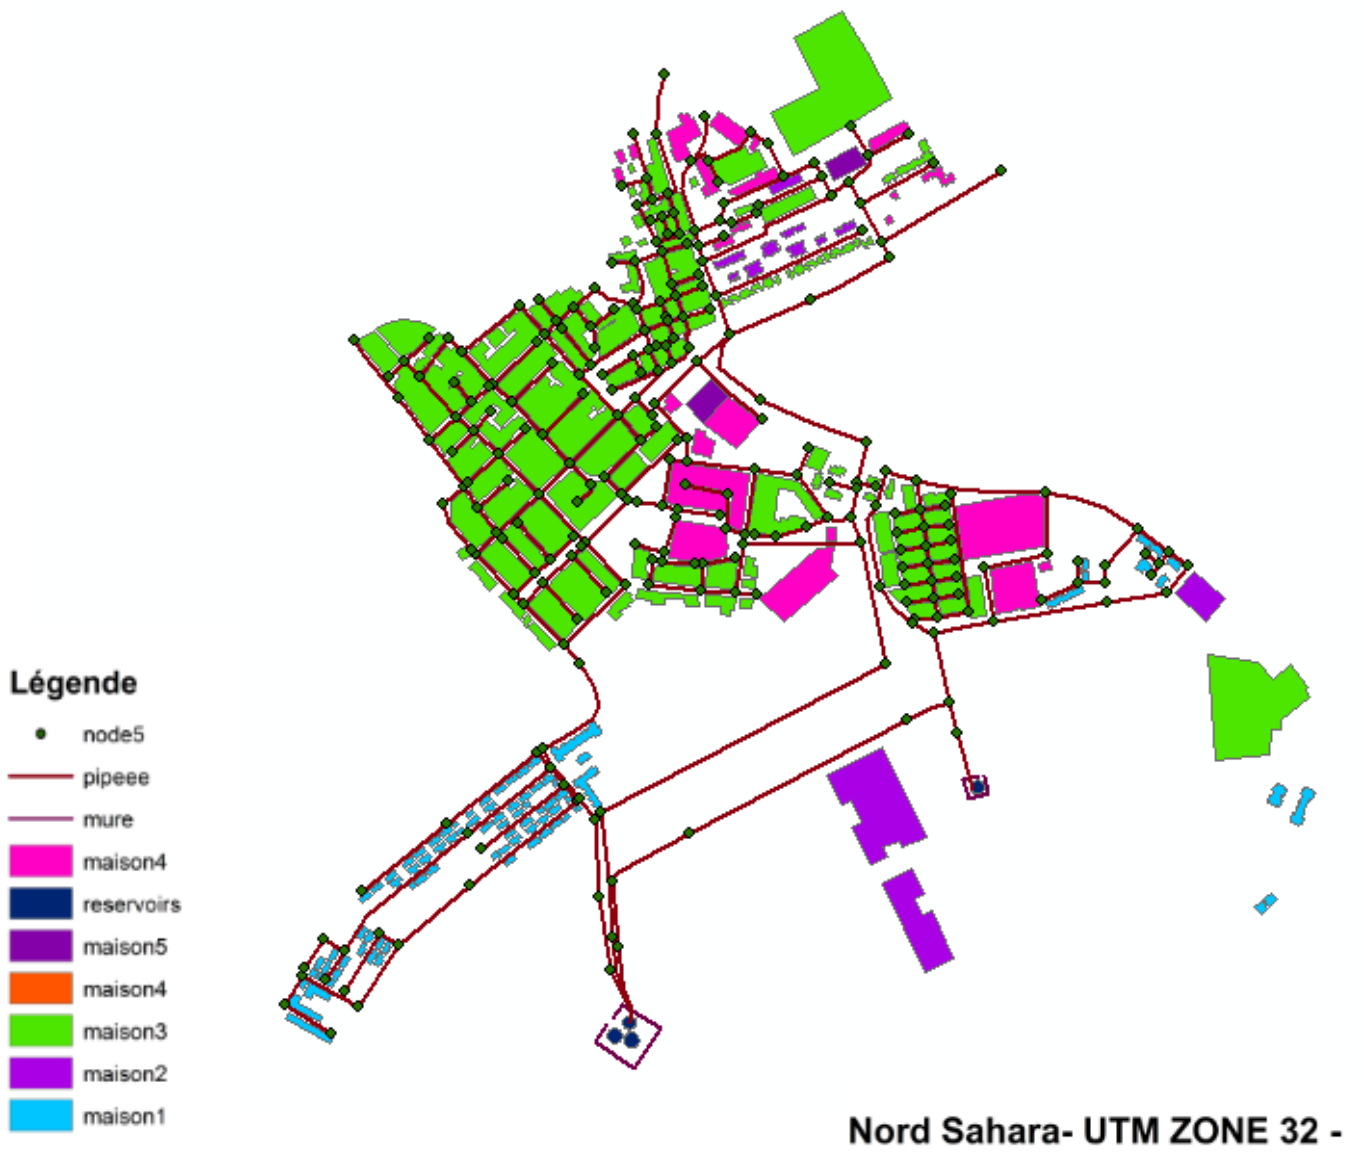 Légende
node5
pipeee
mure
maison4
reservoirs
maison5
maison4
maison3
maison2
maison1
Nord Sahara- UTM ZONE 32 -